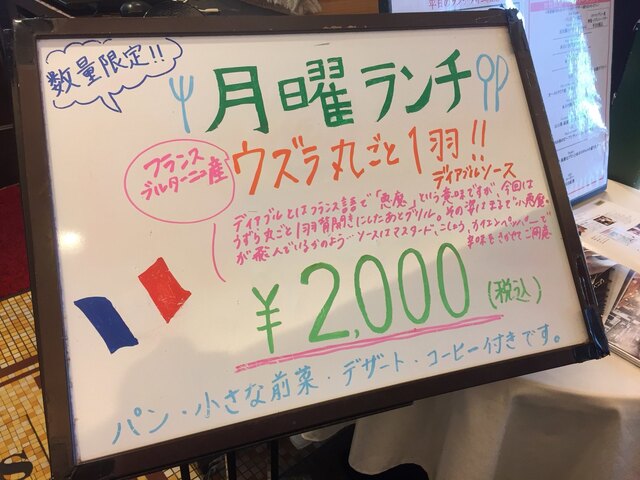 数量限定!!
月曜ランチ
フランス
ブルターニュ産
ウズラ丸ごと1羽!!
ディアブルソース
ディアブルとはフランス語で「悪魔」という意味ですが、今回は
うずら丸ごと1羽背開きにしたあとグリル。その姿はまるで小悪魔
が飛んでいるかのよう…ソースはマスタード、こしょう、カイエンペッパーで
辛味をきかせてご用意
¥2,000(税込)
パン・小さな前菜・デザート・コーヒー付きです。